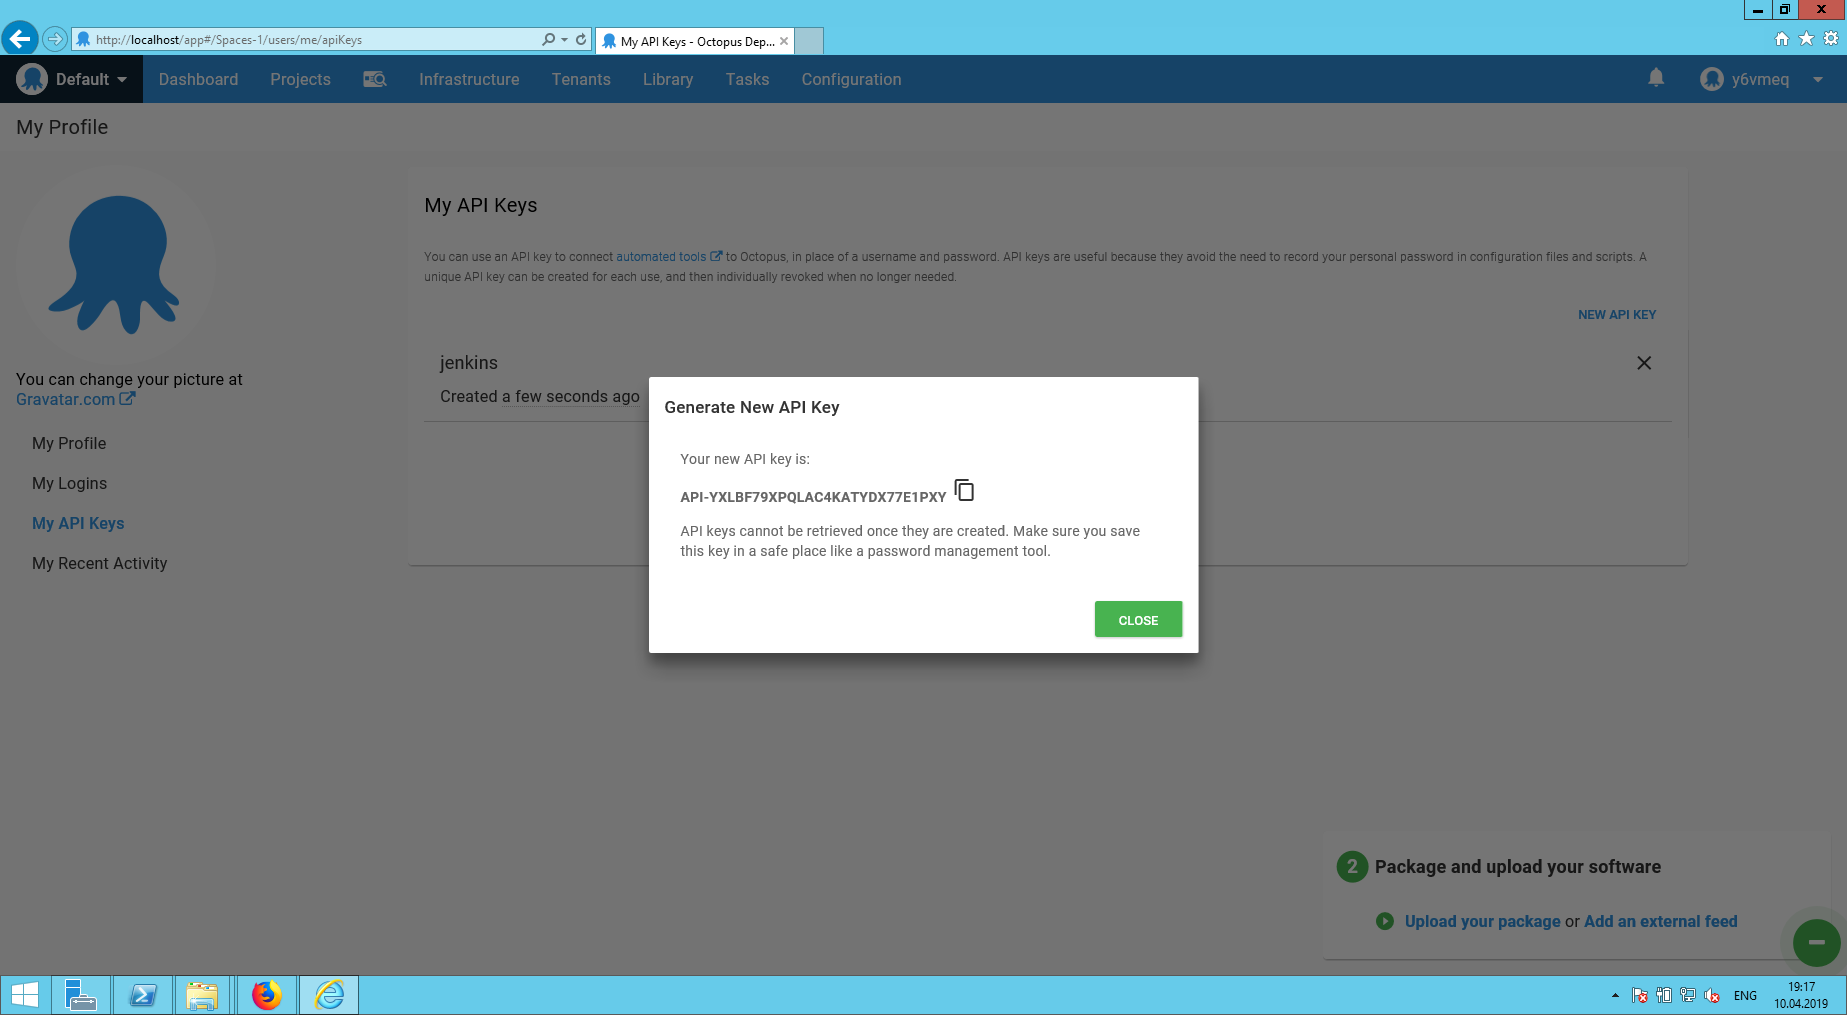 http://localhost/app#/Spaces-1/users/me/apiKeys
My API Keys - Octopus Dep...
Default
Dashboard
Projects
Infrastructure
Tenants
Library
Tasks
Configuration
y6vmeq
My Profile
My API Keys
You can use an API key to connect automated tools to Octopus, in place of a username and password. API keys are useful because they avoid the need to record your personal password in configuration files and scripts. A
unique API key can be created for each use, and then individually revoked when no longer needed.
NEW API KEY
jenkins
Created a few seconds ago
You can change your picture at
Gravatar.com
My Profile
My Logins
My API Keys
My Recent Activity
Generate New API Key
Your new API key is:
API-YXLBF79XPQLAC4KATYDX77E1PXY
API keys cannot be retrieved once they are created. Make sure you save
this key in a safe place like a password management tool.
CLOSE
2 Package and upload your software
Upload your package or Add an external feed
ENG
19:17
10.04.2019